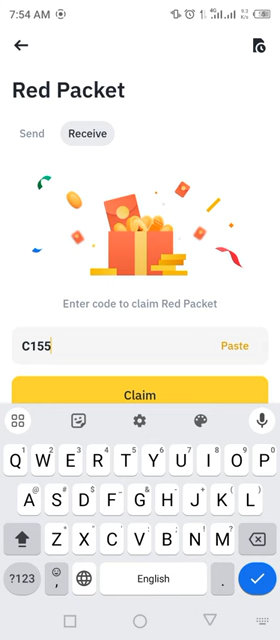 7:54 AM
Red Packet
Send Receive
Enter code to claim Red Packet
C155 Paste
Claim
Q W E R T Y U I O P
A S D F G H J K L
Z X C V B N M
?123 , English .